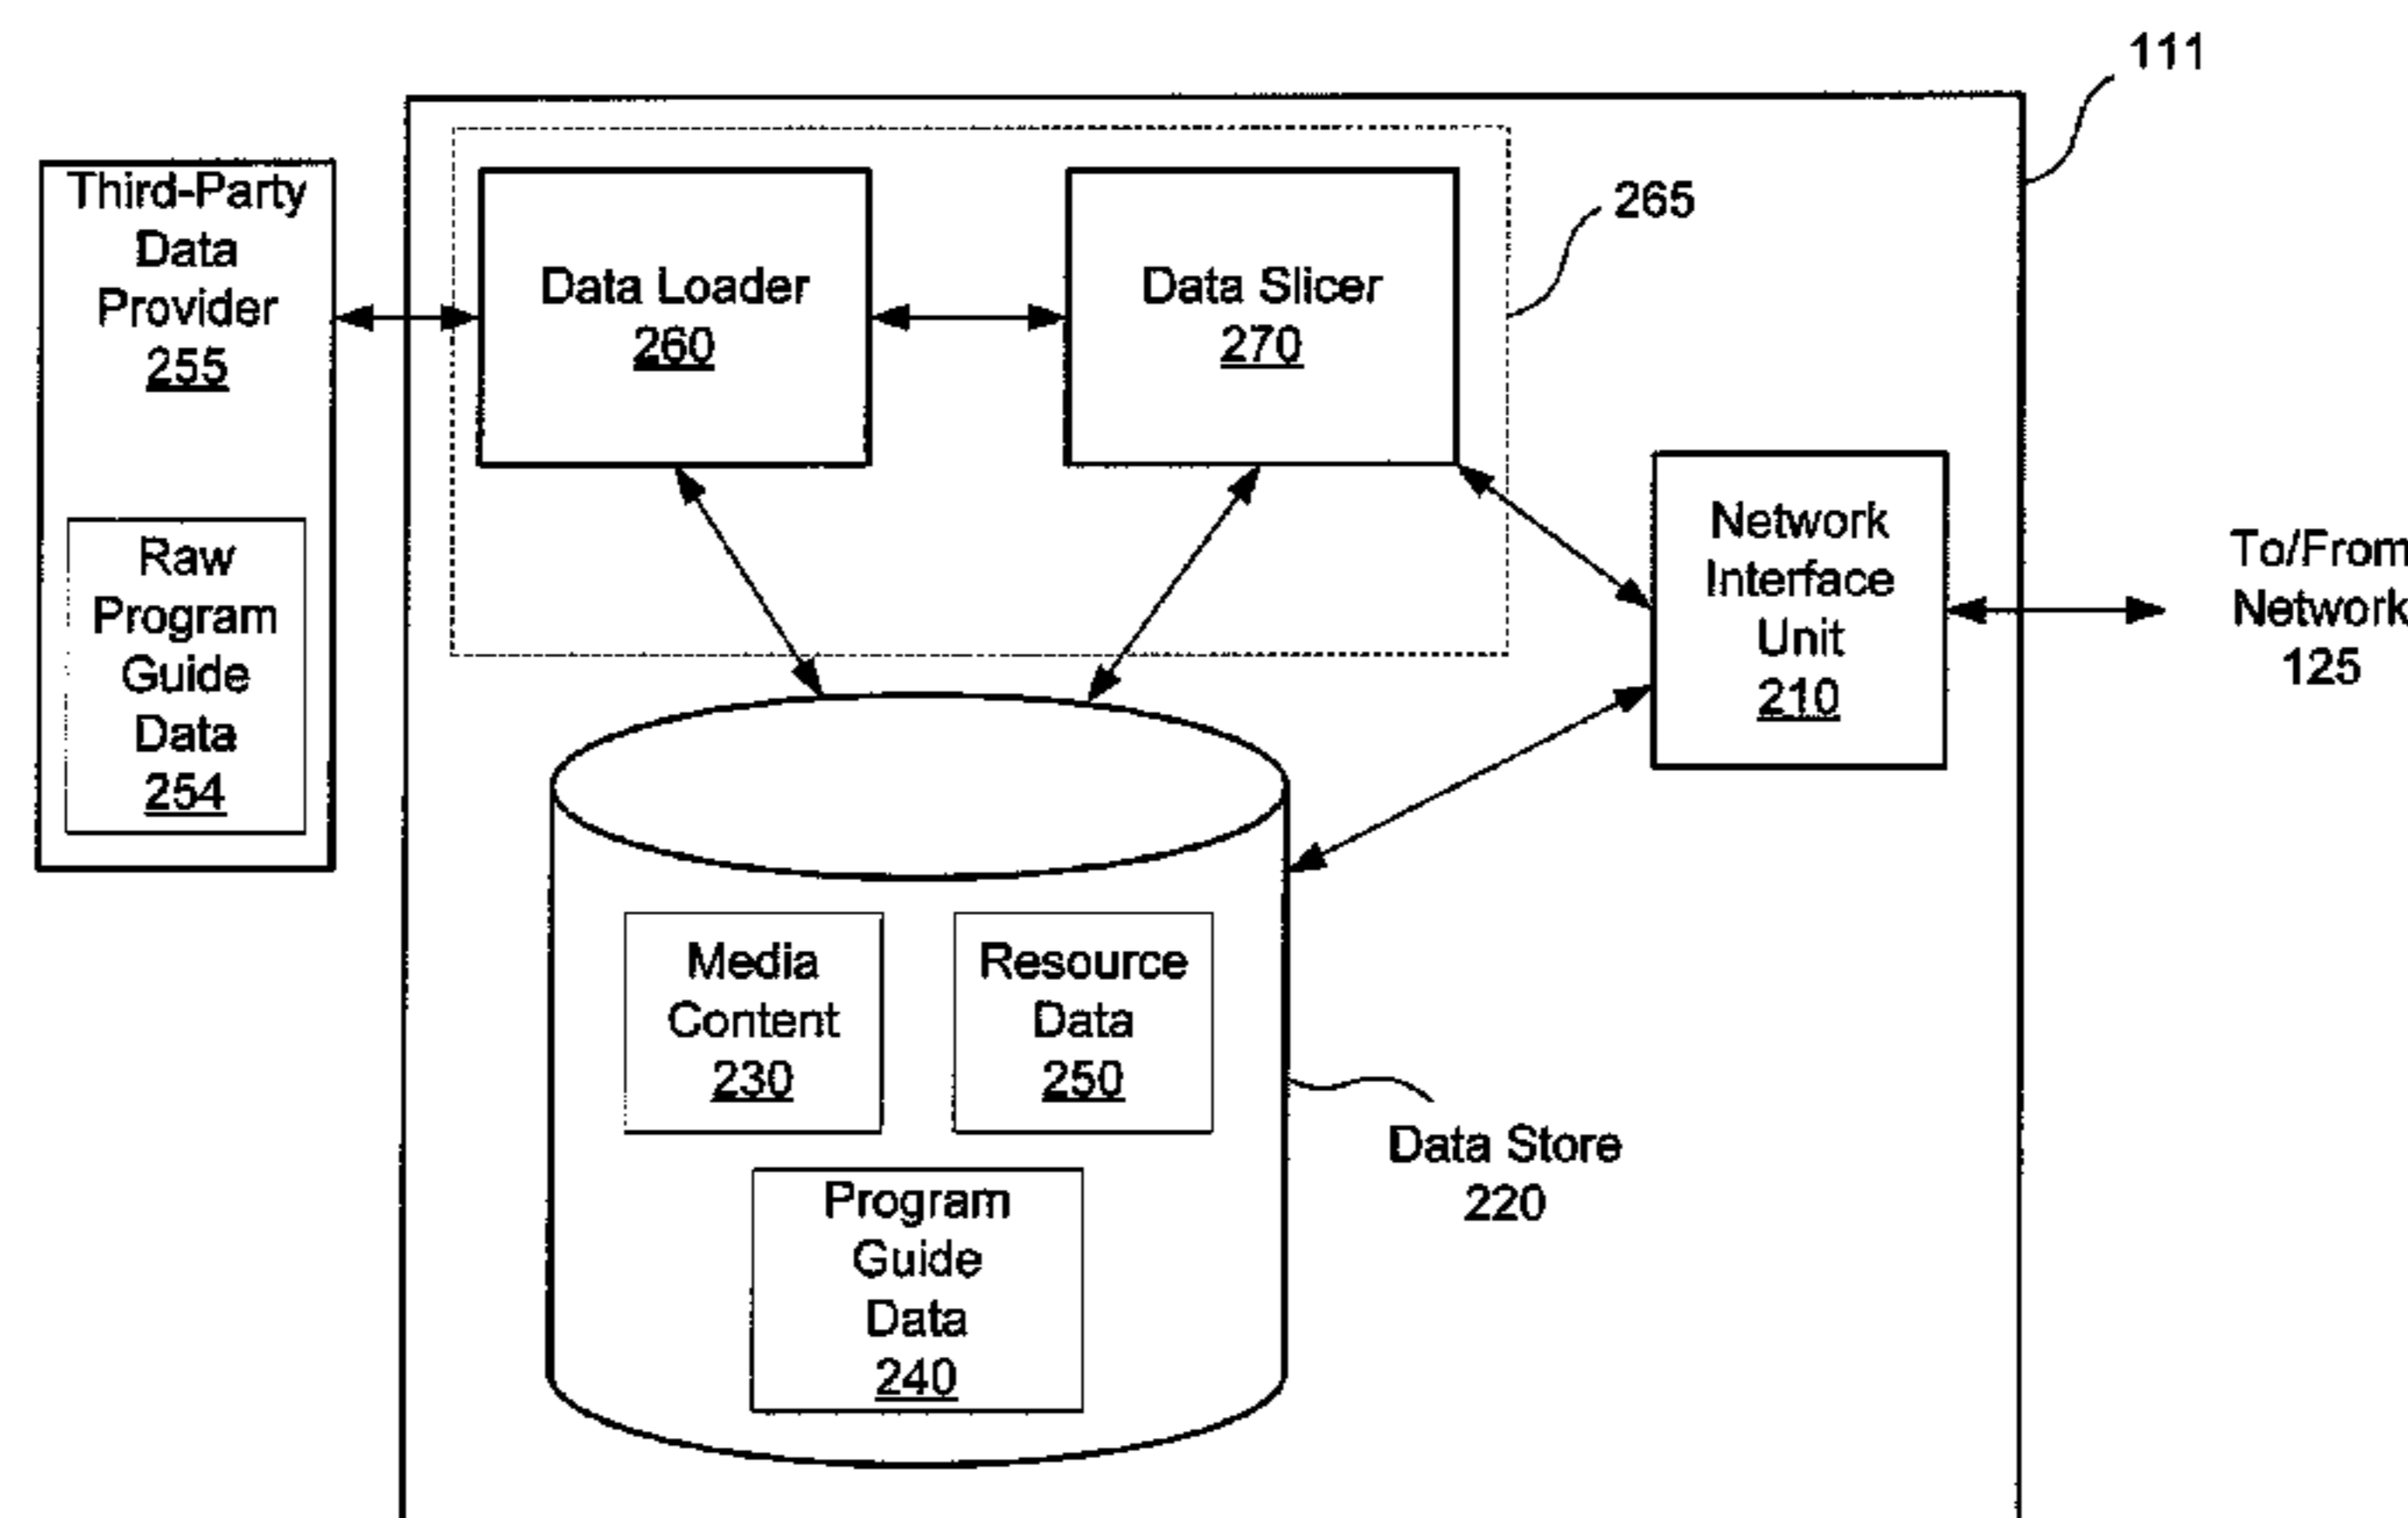 111
Third-Party
Data
Provider
255
Raw
Program
Guide
Data
254
Data Loader
260
Data Slicer
270
265
Network
Interface
Unit
210
To/From
Network
125
Media
Content
230
Resource
Data
250
Program
Guide
Data
240
Data Store
220